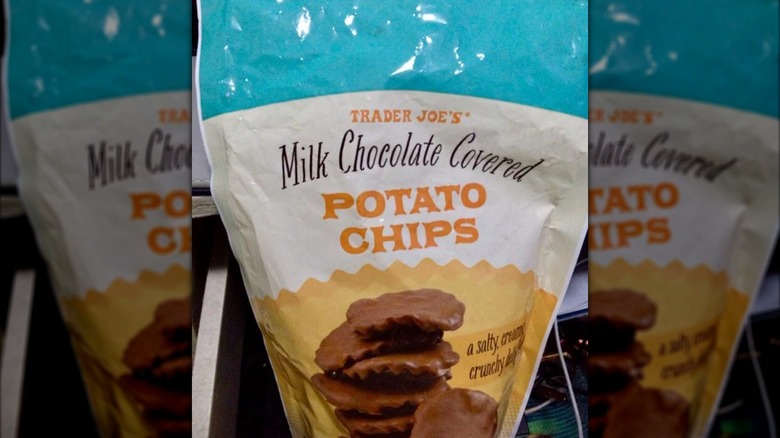 TRADER JOE'S®
Milk Chocolate Covered
POTATO
CHIPS
a salty, creamy,
crunchy